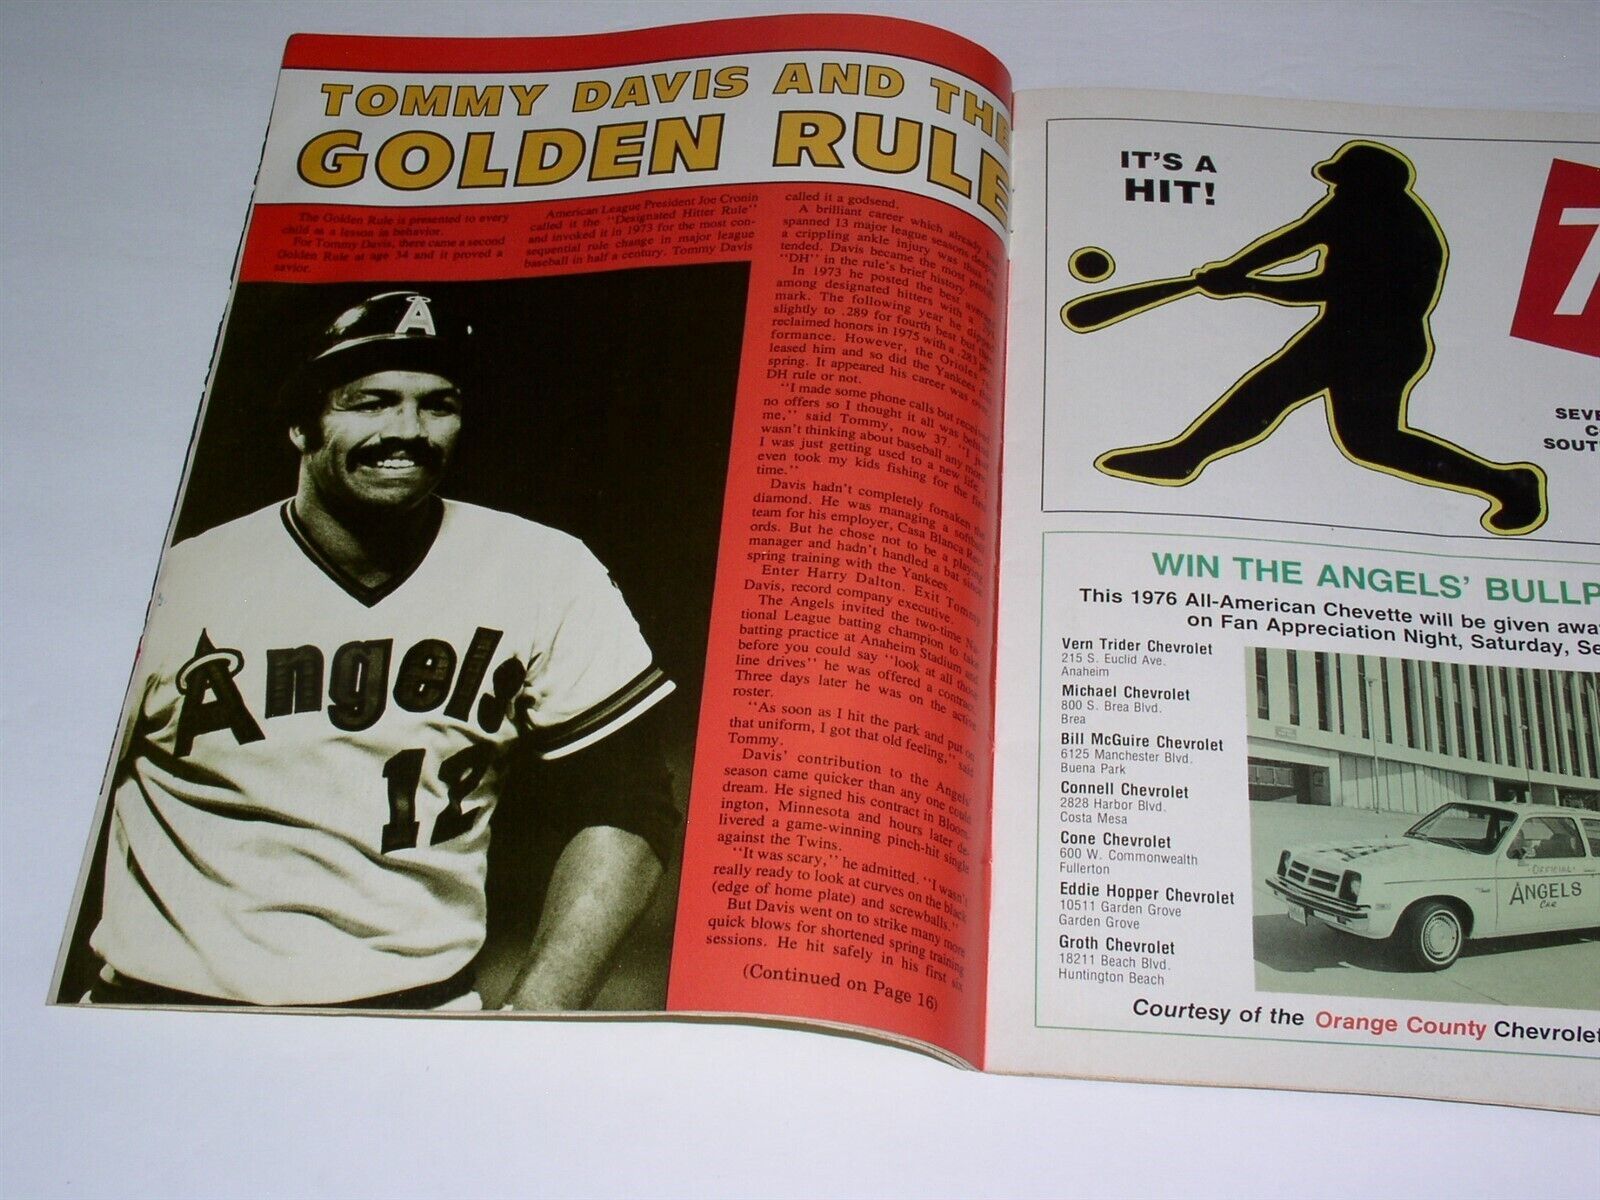 TOMMY DAVIS AND THE
GOLDEN RULE
The Golden Rule is presented to every
child as a lesson in behavior.
For Tommy Davis, there came a second
Golden Rule at age 34 and it proved a
savior.
American League President Joe Cronin
called it the "Designated Hitter Rule"
and invoked it in 1973 for the most con-
sequential rule change in major league
baseball in half a century. Tommy Davis
called it a godsend.
A brilliant career which already had
spanned 13 major league seasons despite
a crippling ankle injury was thus ex-
tended. Davis became the most prolific
"DH" in the rule's brief history.
In 1973 he posted the best average
among designated hitters with a
mark. The following year he dipped
slightly to .289 for fourth best but then
reclaimed honors in 1975 with a .283 per-
formance. However, the Orioles re-
leased him and so did the Yankees this
spring. It appeared his career was over
DH rule or not.
"I made some phone calls but received
no offers so I thought it all was behind
me," said Tommy, now 37. "I just
wasn't thinking about baseball any more.
I was just getting used to a new life. I
even took my kids fishing for the first
time."
Davis hadn't completely forsaken the
diamond. He was managing a softball
team for his employer, Casa Blanca Rec-
ords. But he chose not to be a playing
manager and hadn't handled a bat since
spring training with the Yankees.
Enter Harry Dalton. Exit Tommy
Davis, record company executive.
The Angels invited the two-time Na-
tional League batting champion to take
batting practice at Anaheim Stadium and
before you could say "look at all those
line drives" he was offered a contract.
Three days later he was on the active
roster.
"As soon as I hit the park and put on
that uniform, I got that old feeling," said
Tommy.
Davis' contribution to the Angels'
season came quicker than any one could
dream. He signed his contract in Bloom-
ington, Minnesota and hours later de-
livered a game-winning pinch-hit single
against the Twins.
"It was scary," he admitted. "I wasn't
really ready to look at curves on the black
(edge of home plate) and screwballs."
But Davis went on to strike many more
quick blows for shortened spring training
sessions. He hit safely in his first six
(Continued on Page 16)
A
Angels
12
IT'S A
HIT!
7
SEVE
C
SOUT
WIN THE ANGELS' BULLP
This 1976 All-American Chevette will be given awa
on Fan Appreciation Night, Saturday, Se
Vern Trider Chevrolet
215 S. Euclid Ave.
Anaheim
Michael Chevrolet
800 S. Brea Blvd.
Brea
Bill McGuire Chevrolet
6125 Manchester Blvd.
Buena Park
Connell Chevrolet
2828 Harbor Blvd.
Costa Mesa
Cone Chevrolet
600 W. Commonwealth
Fullerton
Eddie Hopper Chevrolet
10511 Garden Grove
Garden Grove
Groth Chevrolet
18211 Beach Blvd.
Huntington Beach
OFFICIAL
ANGELS
CAR
Courtesy of the Orange County Chevrolet